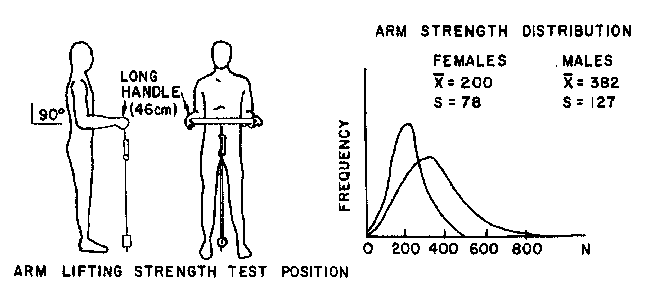 ARM STRENGTH DISTRIBUTION
FEMALES MALES
X̄ = 200 X̄ = 382
S = 78 S = 127
LONG
HANDLE
(46cm)
90°
FREQUENCY
0 200 400 600 800 N
ARM LIFTING STRENGTH TEST POSITION